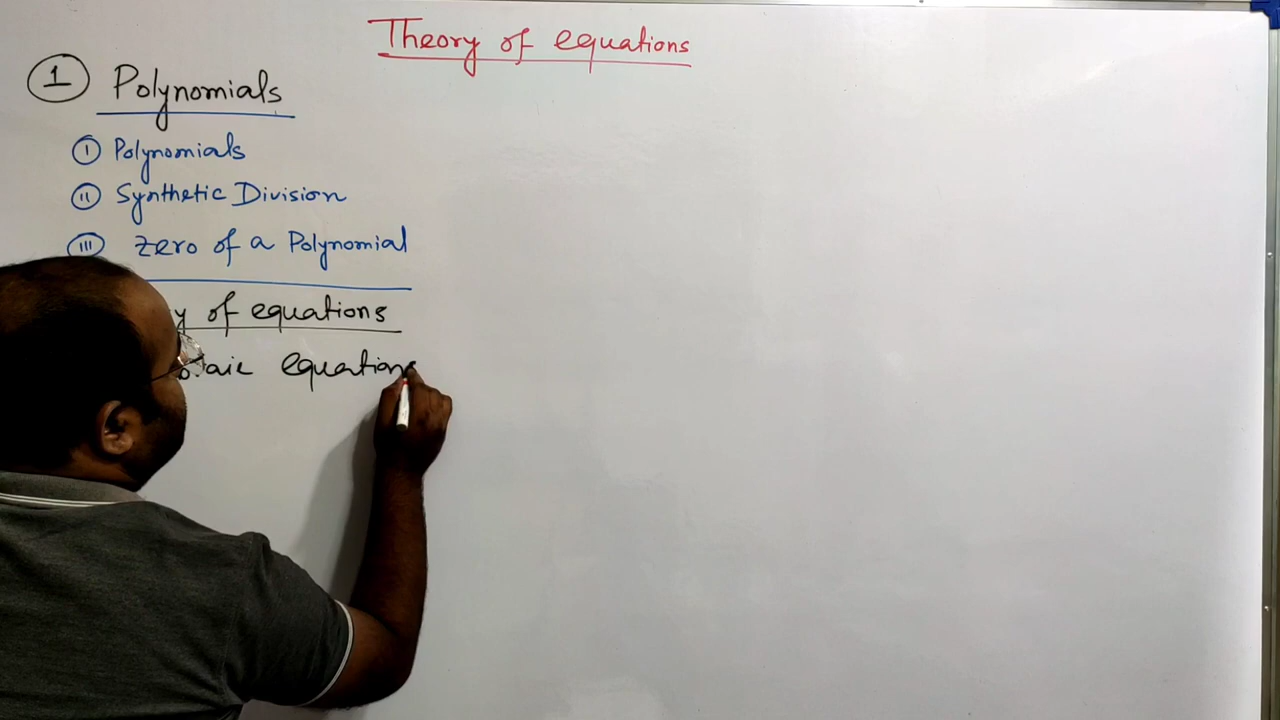 Theory of equations
1 Polynomials
I Polynomials
II Synthetic Division
III Zero of a Polynomial
y of equations
equations